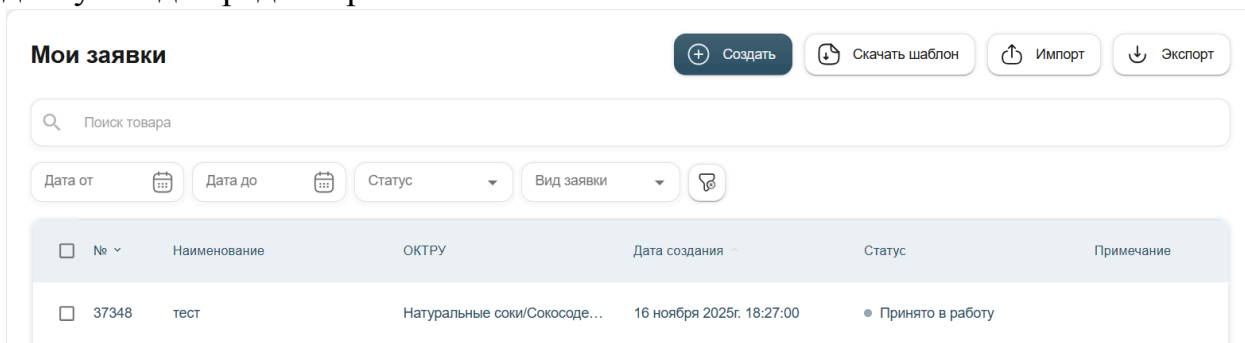 Мои заявки
Создать
Скачать шаблон
Импорт
Экспорт
Поиск товара
Дата от
Дата до
Статус
Вид заявки
№ Наименование ОКТРУ Дата создания Статус Примечание
37348 тест Натуральные соки/Сокосоде... 16 ноября 2025г. 18:27:00 Принято в работу